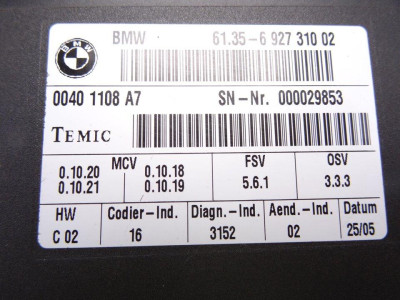 BMW
BMW 61.35-6 927 310 02
0040 1108 A7 SN-Nr. 000029853
TEMIC
MCV FSV OSV
0.10.20 0.10.18
0.10.21 0.10.19 5.6.1 3.3.3
HW Codier-Ind. Diagn.-Ind. Aend.-Ind. Datum
C 02 16 3152 02 25/05